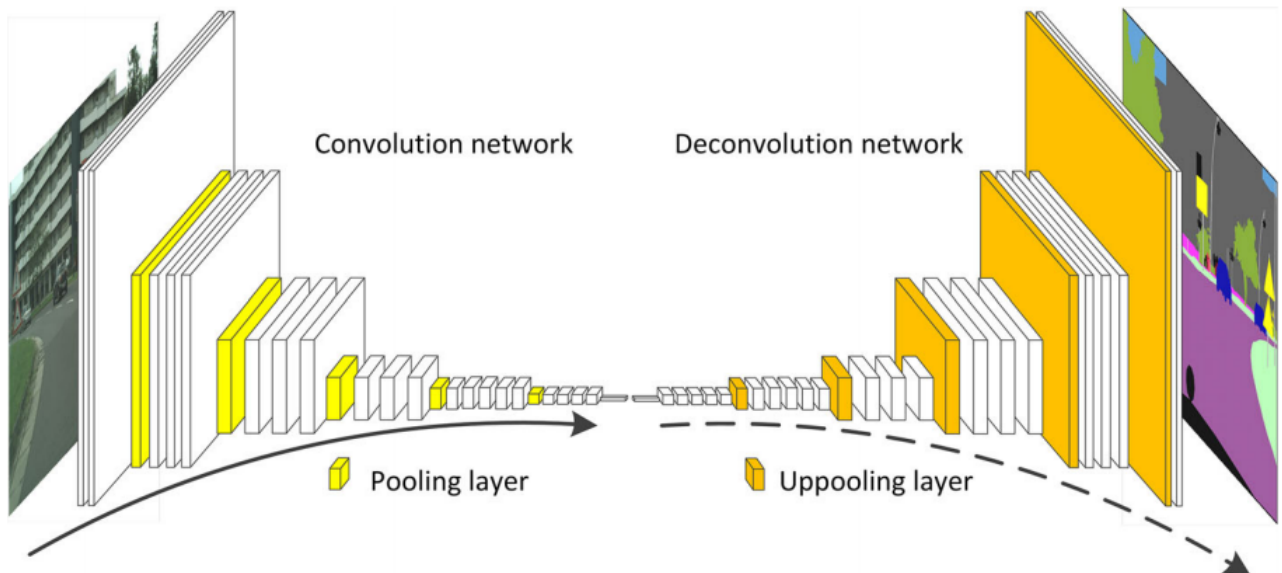 Convolution network
Deconvolution network
Pooling layer
Uppooling layer